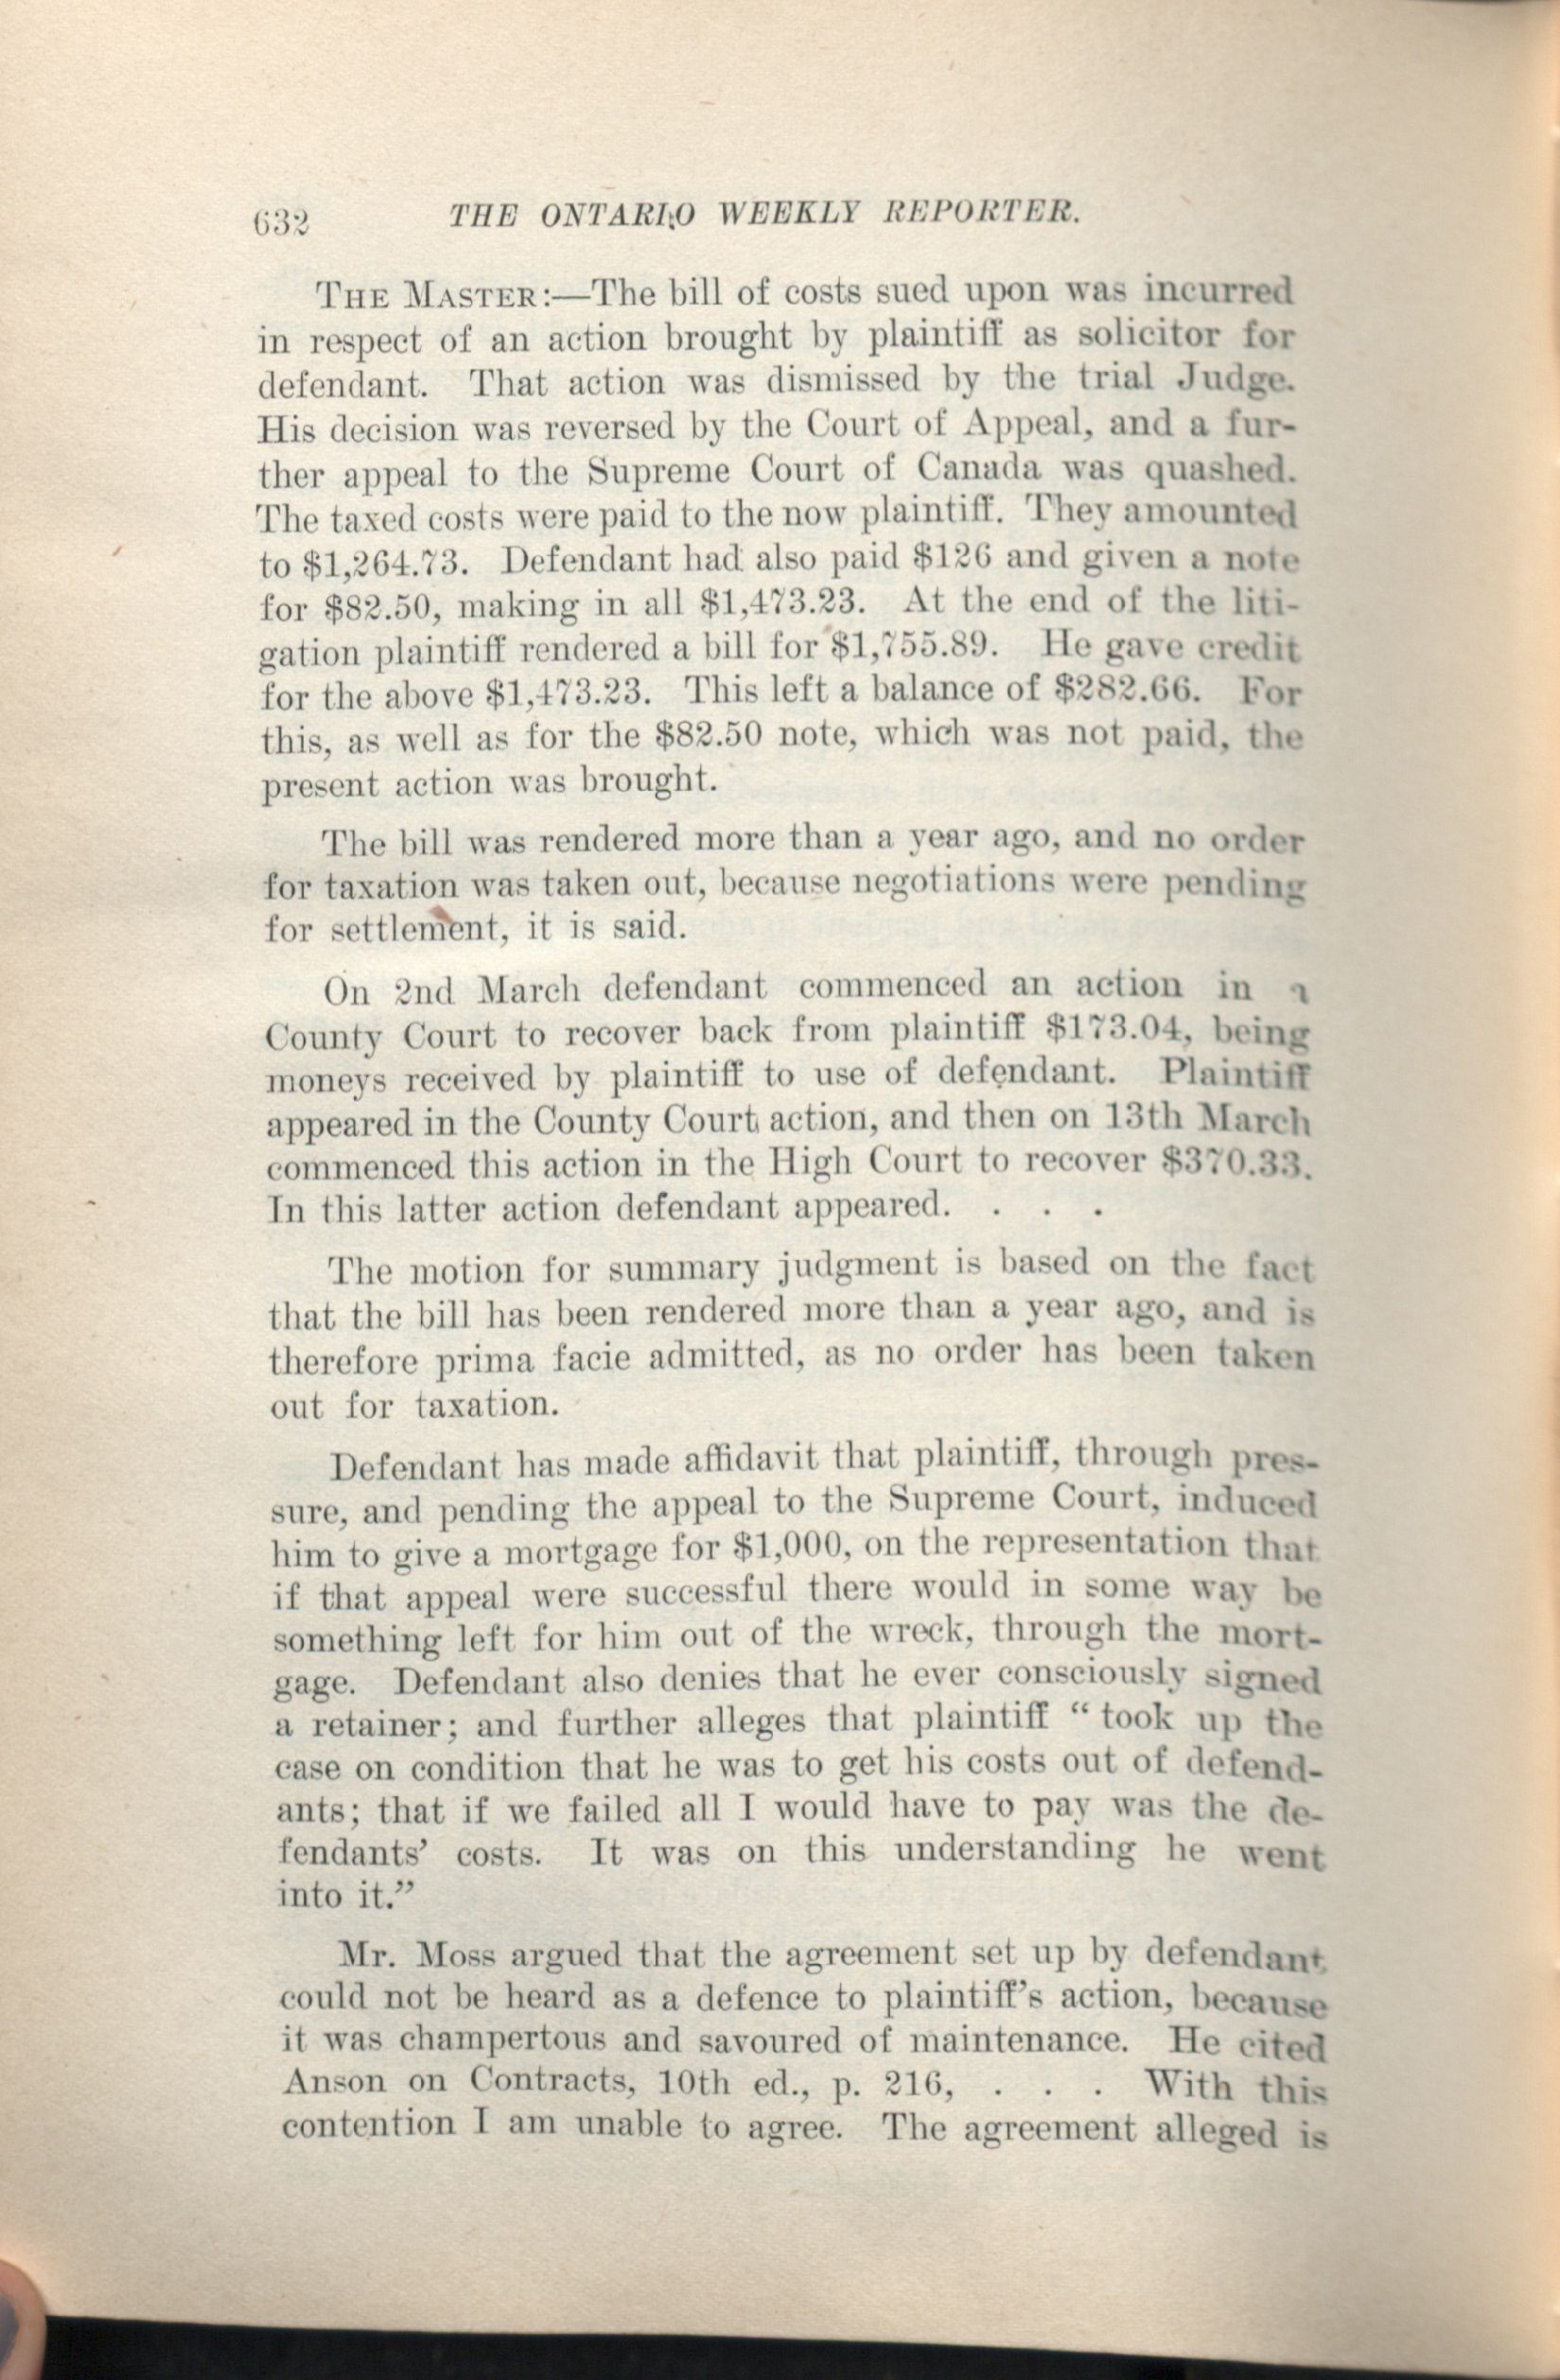 632 THE ONTARIO WEEKLY REPORTER.
THE MASTER:—The bill of costs sued upon was incurred
in respect of an action brought by plaintiff as solicitor for
defendant. That action was dismissed by the trial Judge.
His decision was reversed by the Court of Appeal, and a fur-
ther appeal to the Supreme Court of Canada was quashed.
The taxed costs were paid to the now plaintiff. They amounted
to $1,264.73. Defendant had also paid $126 and given a note
for $82.50, making in all $1,473.23. At the end of the liti-
gation plaintiff rendered a bill for $1,755.89. He gave credit
for the above $1,473.23. This left a balance of $282.66. For
this, as well as for the $82.50 note, which was not paid, the
present action was brought.
The bill was rendered more than a year ago, and no order
for taxation was taken out, because negotiations were pending
for settlement, it is said.
On 2nd March defendant commenced an action in a
County Court to recover back from plaintiff $173.04, being
moneys received by plaintiff to use of defendant. Plaintiff
appeared in the County Court action, and then on 13th March
commenced this action in the High Court to recover $370.33.
In this latter action defendant appeared. . . .
The motion for summary judgment is based on the fact
that the bill has been rendered more than a year ago, and is
therefore prima facie admitted, as no order has been taken
out for taxation.
Defendant has made affidavit that plaintiff, through pres-
sure, and pending the appeal to the Supreme Court, induced
him to give a mortgage for $1,000, on the representation that
if that appeal were successful there would in some way be
something left for him out of the wreck, through the mort-
gage. Defendant also denies that he ever consciously signed
a retainer; and further alleges that plaintiff “ took up the
case on condition that he was to get his costs out of defend-
ants; that if we failed all I would have to pay was the de-
fendants’ costs. It was on this understanding he went
into it.”
Mr. Moss argued that the agreement set up by defendant
could not be heard as a defence to plaintiff’s action, because
it was champertous and savoured of maintenance. He cited
Anson on Contracts, 10th ed., p. 216, . . . With this
contention I am unable to agree. The agreement alleged is